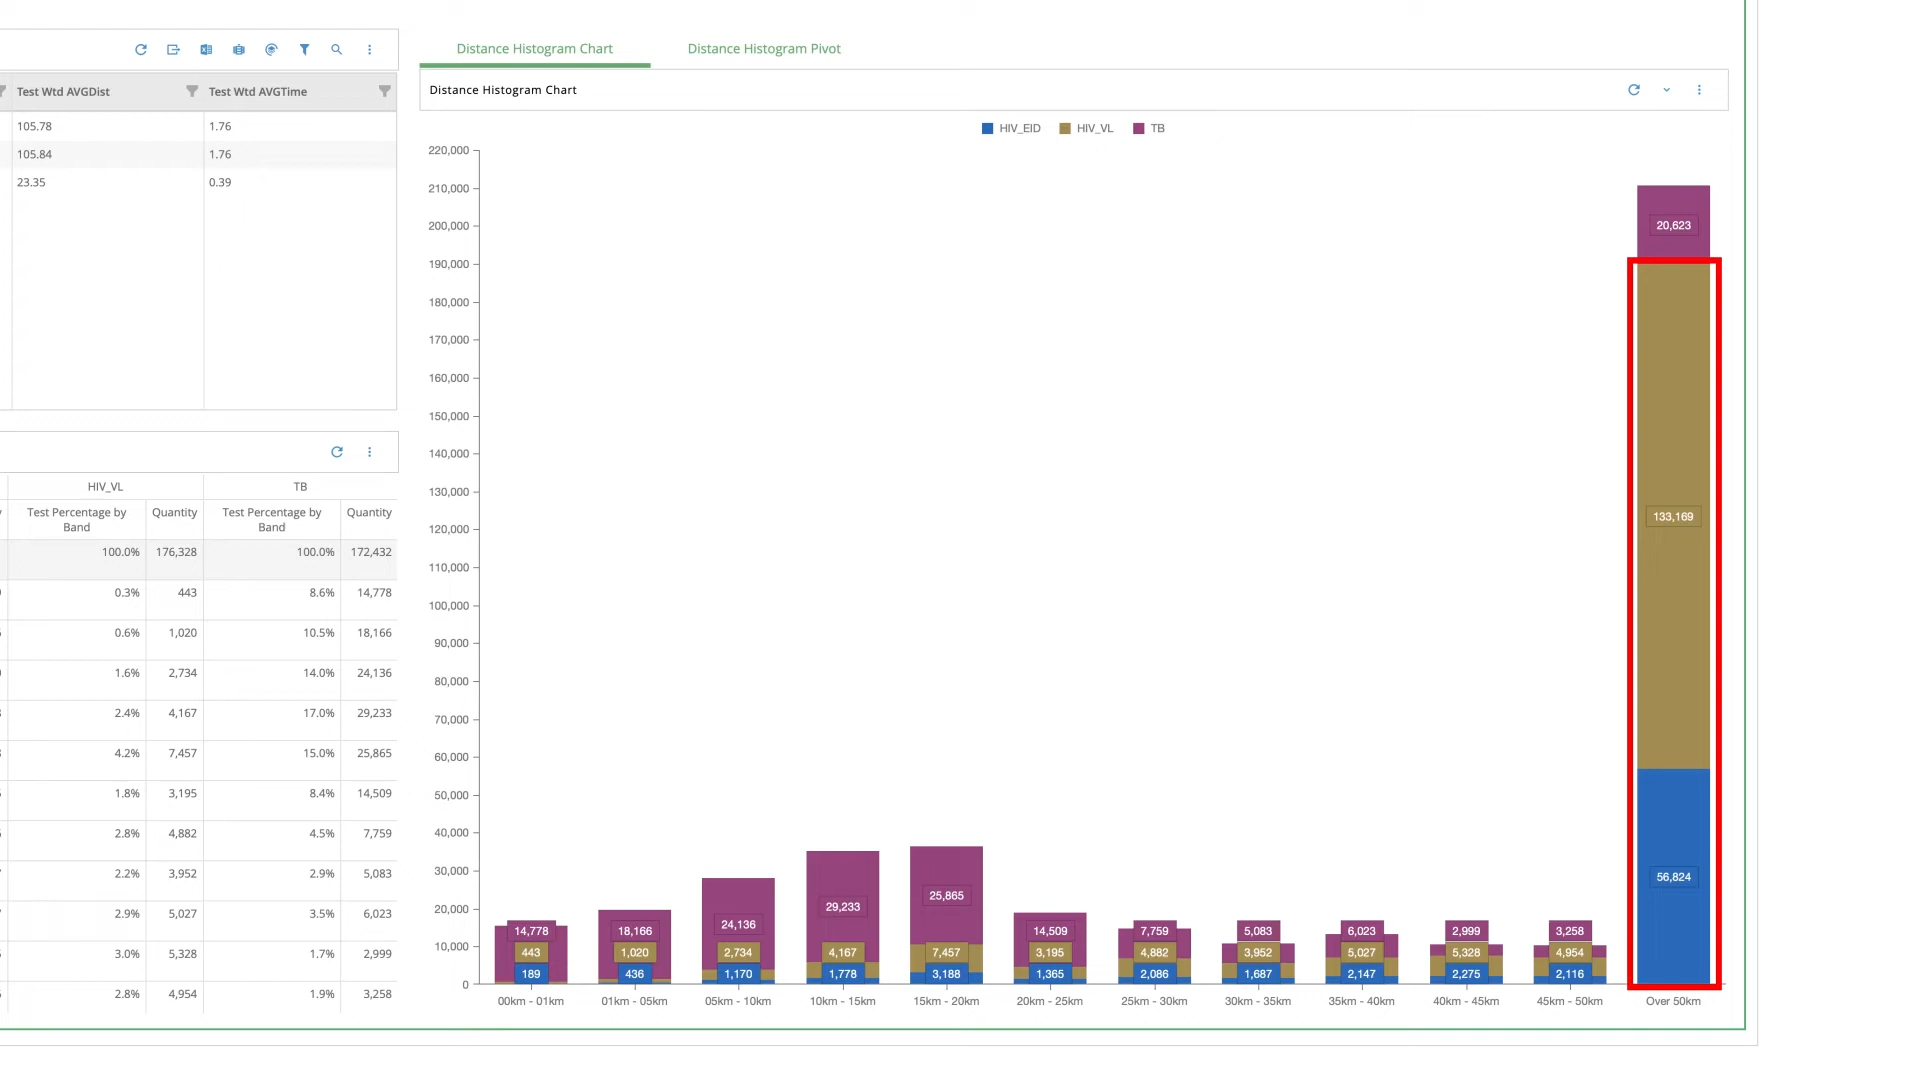 Test Wtd AVGDist Test Wtd AVGTime
105.78 1.76
105.84 1.76
23.35 0.39
HIV_VL TB
Test Percentage by Band Quantity Test Percentage by Band Quantity
100.0% 176,328 100.0% 172,432
0.3% 443 8.6% 14,778
0.6% 1,020 10.5% 18,166
1.6% 2,734 14.0% 24,136
2.4% 4,167 17.0% 29,233
4.2% 7,457 15.0% 25,865
1.8% 3,195 8.4% 14,509
2.8% 4,882 4.5% 7,759
2.2% 3,952 2.9% 5,083
2.9% 5,027 3.5% 6,023
3.0% 5,328 1.7% 2,999
2.8% 4,954 1.9% 3,258
Distance Histogram Chart Distance Histogram Pivot
Distance Histogram Chart
HIV_EID HIV_VL TB
220,000
210,000
200,000
190,000
180,000
170,000
160,000
150,000
140,000
130,000
120,000
110,000
100,000
90,000
80,000
70,000
60,000
50,000
40,000
30,000
20,000
10,000
0
20,623
133,169
56,824
14,778 18,166 24,136 29,233 25,865 14,509 7,759 5,083 6,023 2,999 3,258
443 1,020 2,734 4,167 7,457 3,195 4,882 3,952 5,027 5,328 4,954
189 436 1,170 1,778 3,188 1,365 2,086 1,687 2,147 2,275 2,116
00km - 01km 01km - 05km 05km - 10km 10km - 15km 15km - 20km 20km - 25km 25km - 30km 30km - 35km 35km - 40km 40km - 45km 45km - 50km Over 50km